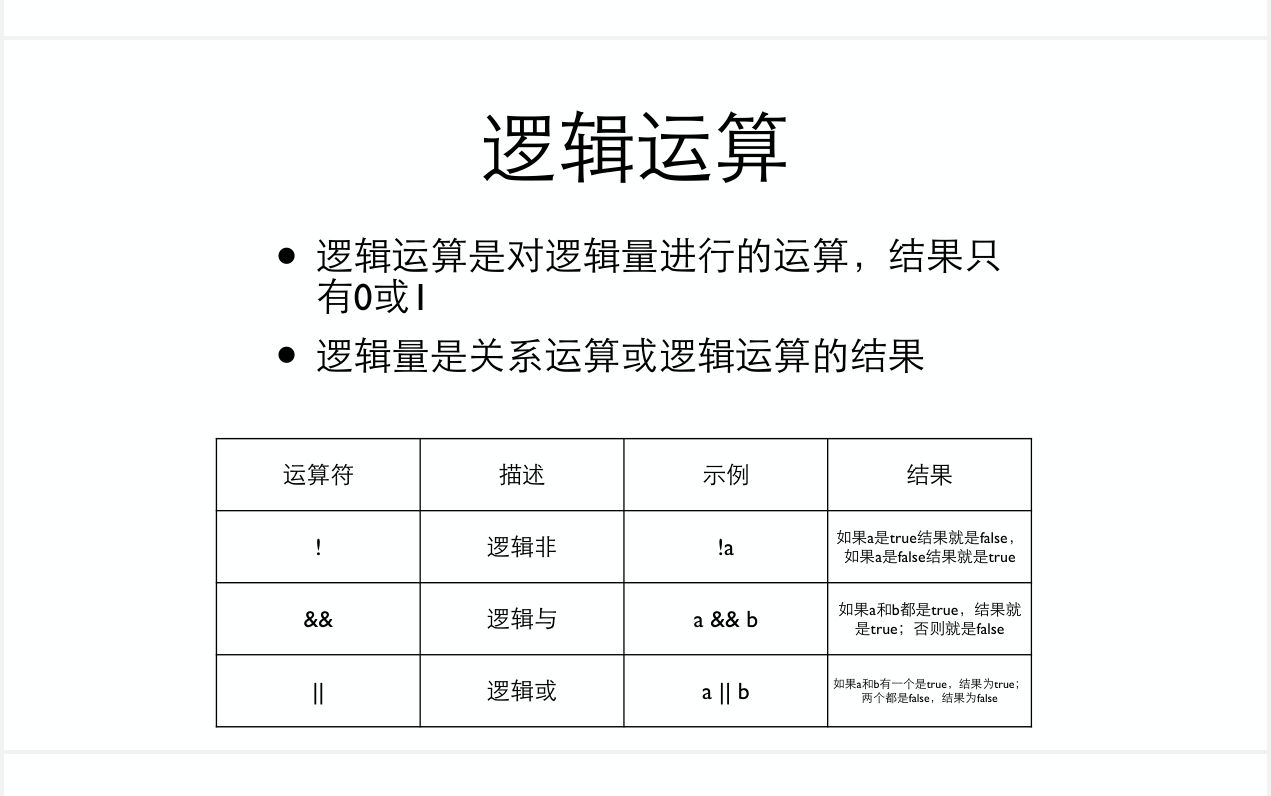 逻辑运算
• 逻辑运算是对逻辑量进行的运算，结果只
有0或1
• 逻辑量是关系运算或逻辑运算的结果
运算符 描述 示例 结果
! 逻辑非 !a 如果a是true结果就是false，
如果a是false结果就是true
&& 逻辑与 a && b 如果a和b都是true，结果就
是true；否则就是false
|| 逻辑或 a || b 如果a和b有一个是true，结果为true；
两个都是false，结果为false